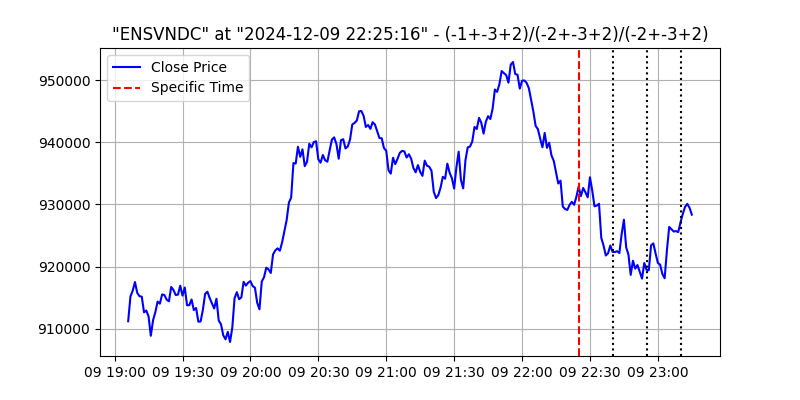 "ENSVNDC" at "2024-12-09 22:25:16" - (-1+-3+2)/(-2+-3+2)/(-2+-3+2)
Close Price
Specific Time
950000
940000
930000
920000
910000
09 19:00 09 19:30 09 20:00 09 20:30 09 21:00 09 21:30 09 22:00 09 22:30 09 23:00